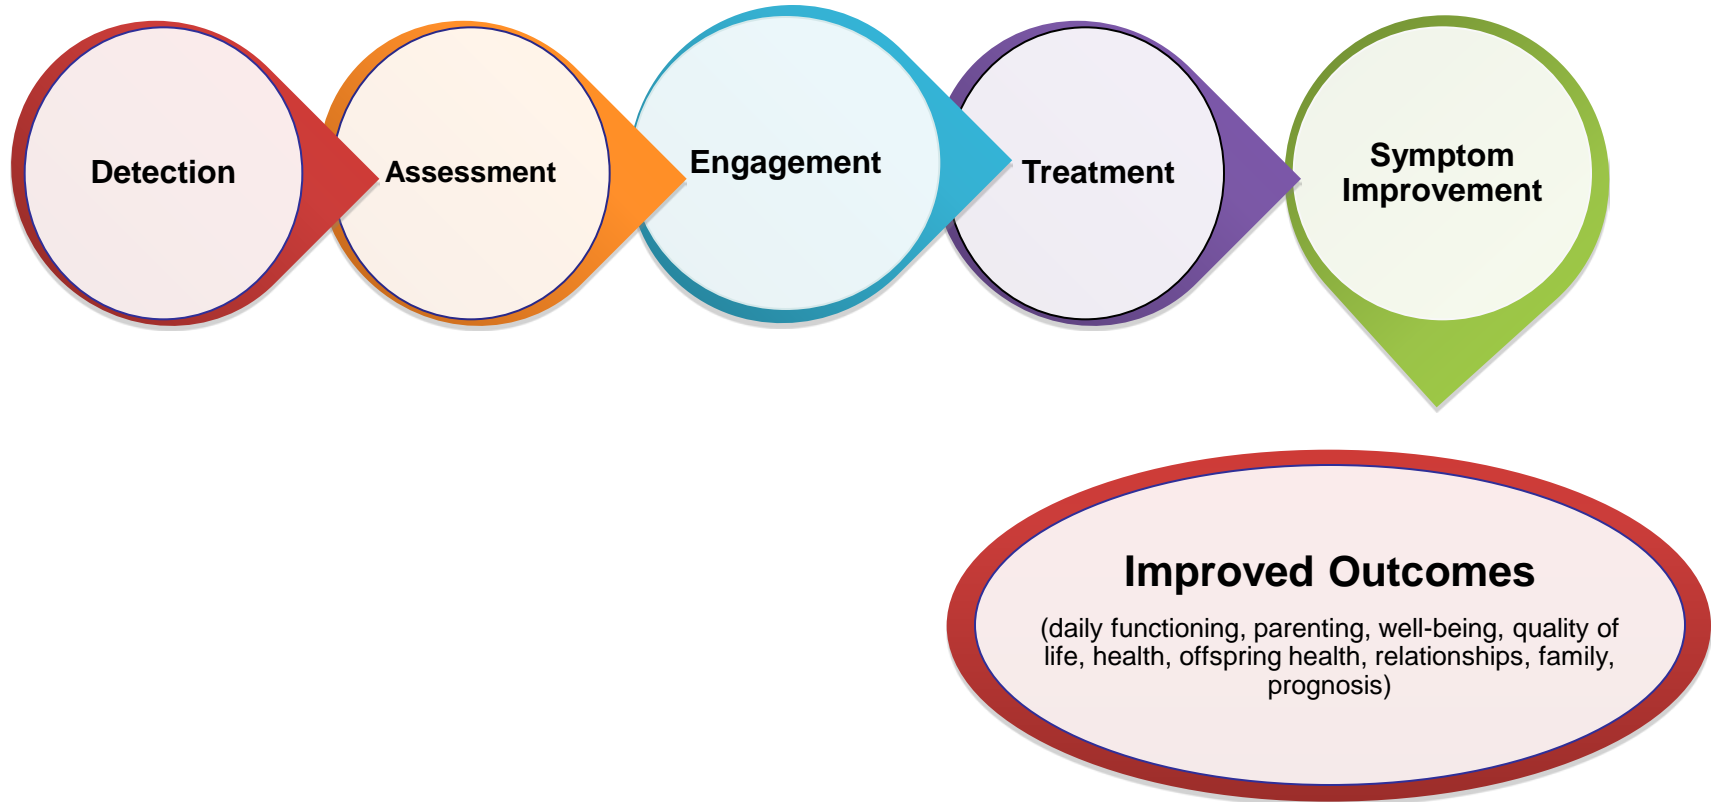 Detection
Assessment
Engagement
Treatment
Symptom
Improvement
Improved Outcomes
(daily functioning, parenting, well-being, quality of
life, health, offspring health, relationships, family,
prognosis)